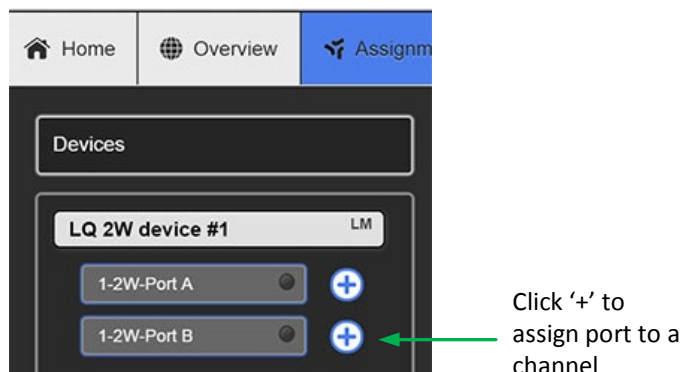 Home Overview Assignm
Devices
LQ 2W device #1 LM
1-2W-Port A
1-2W-Port B
Click ‘+’ to
assign port to a
channel